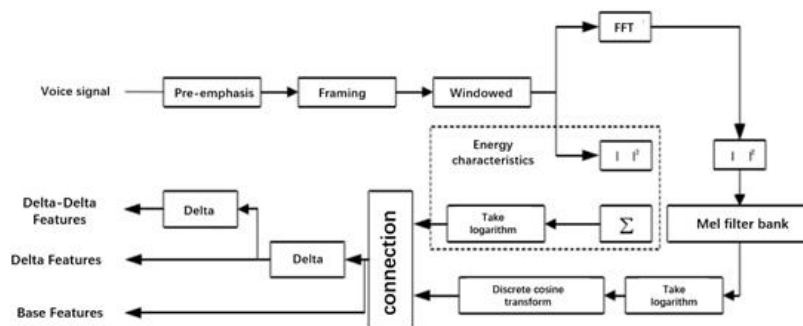 FFT
Voice signal
Pre-emphasis
Framing
Windowed
Energy
characteristics
| |²
| |²
Delta-Delta
Features
Delta
Take
logarithm
Σ
Mel filter bank
connection
Delta Features
Delta
Discrete cosine
transform
Take
logarithm
Base Features